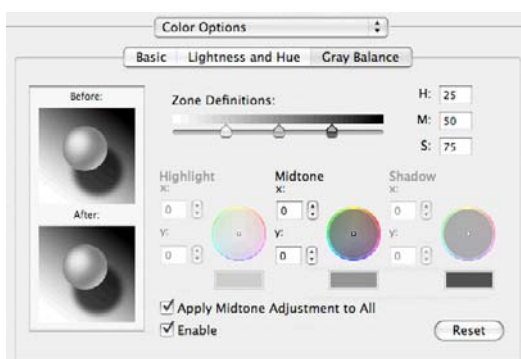 Color Options
Basic Lightness and Hue Gray Balance
Before:
Zone Definitions:
H: 25
M: 50
S: 75
Highlight Midtone Shadow
x: x: x:
0 0 0
After:
y: y: y:
0 0 0
Apply Midtone Adjustment to All
Enable
Reset